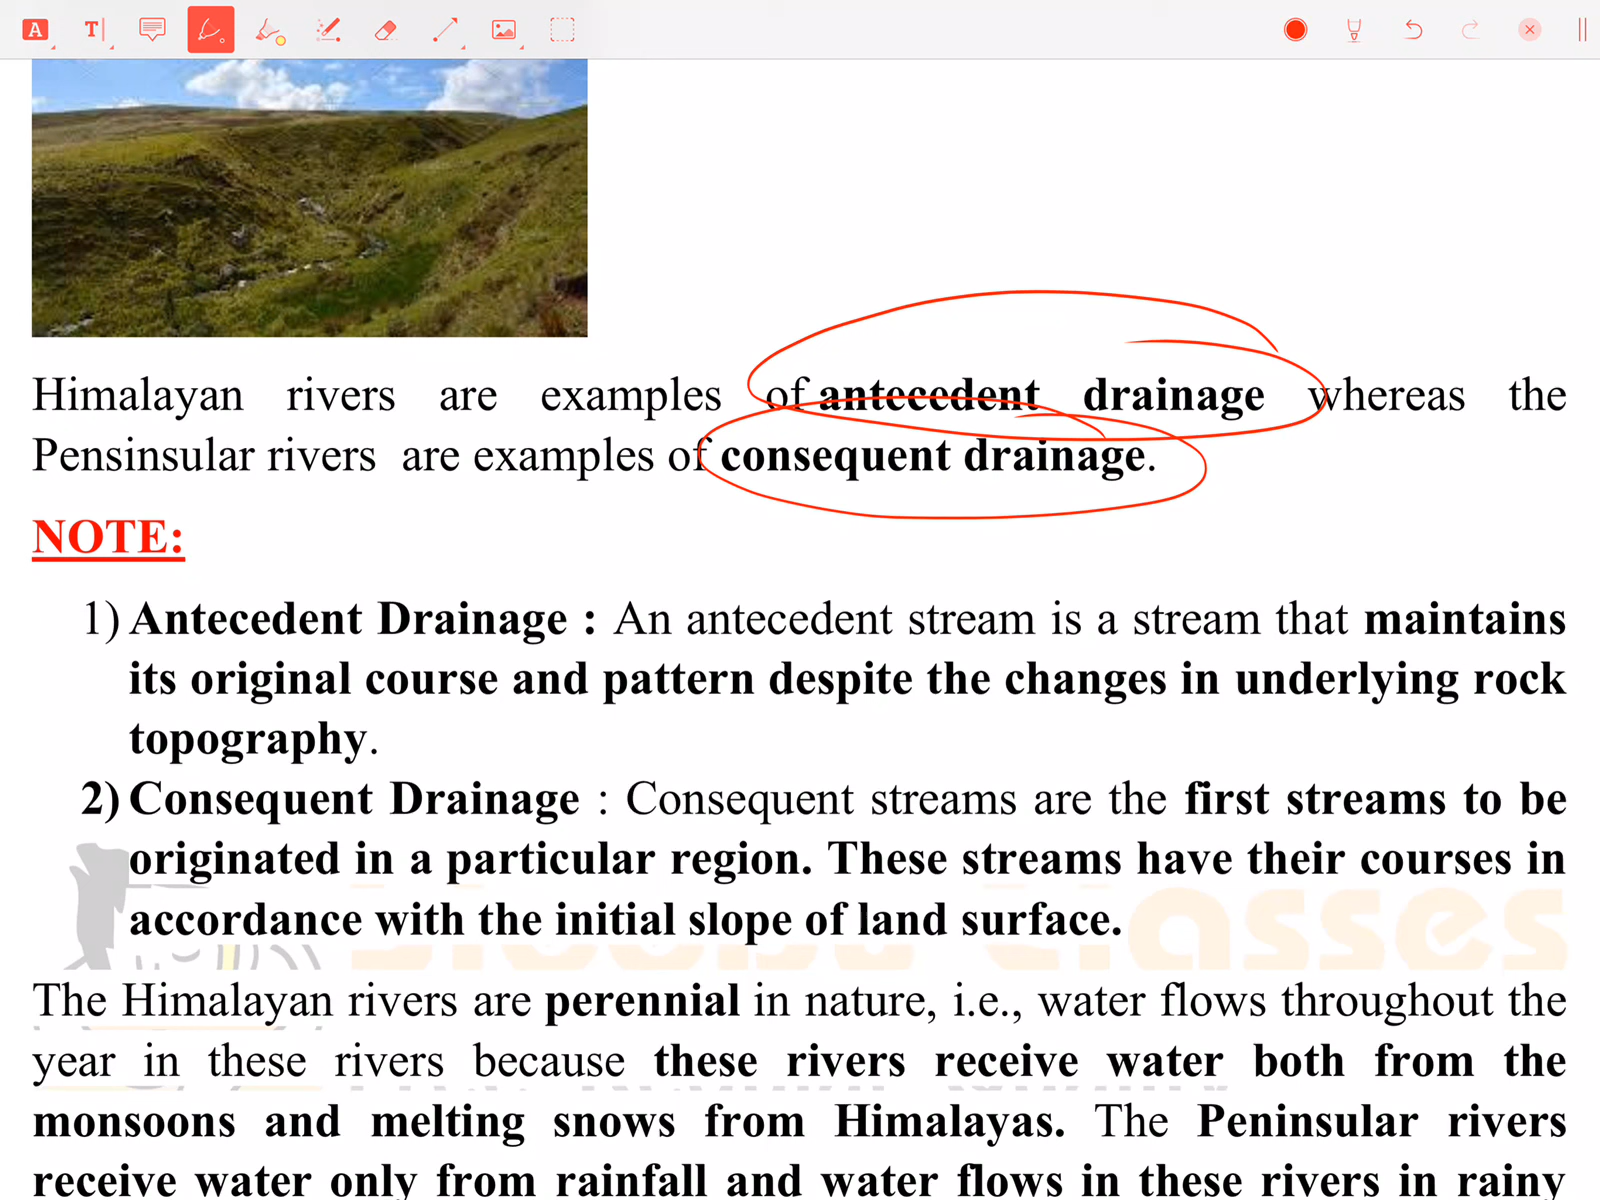 A
T
Himalayan rivers are examples of antecedent drainage whereas the
Pensinsular rivers are examples of consequent drainage.
NOTE:
1) Antecedent Drainage : An antecedent stream is a stream that maintains
its original course and pattern despite the changes in underlying rock
topography.
2) Consequent Drainage : Consequent streams are the first streams to be
originated in a particular region. These streams have their courses in
accordance with the initial slope of land surface.
The Himalayan rivers are perennial in nature, i.e., water flows throughout the
year in these rivers because these rivers receive water both from the
monsoons and melting snows from Himalayas. The Peninsular rivers
receive water only from rainfall and water flows in these rivers in rainy